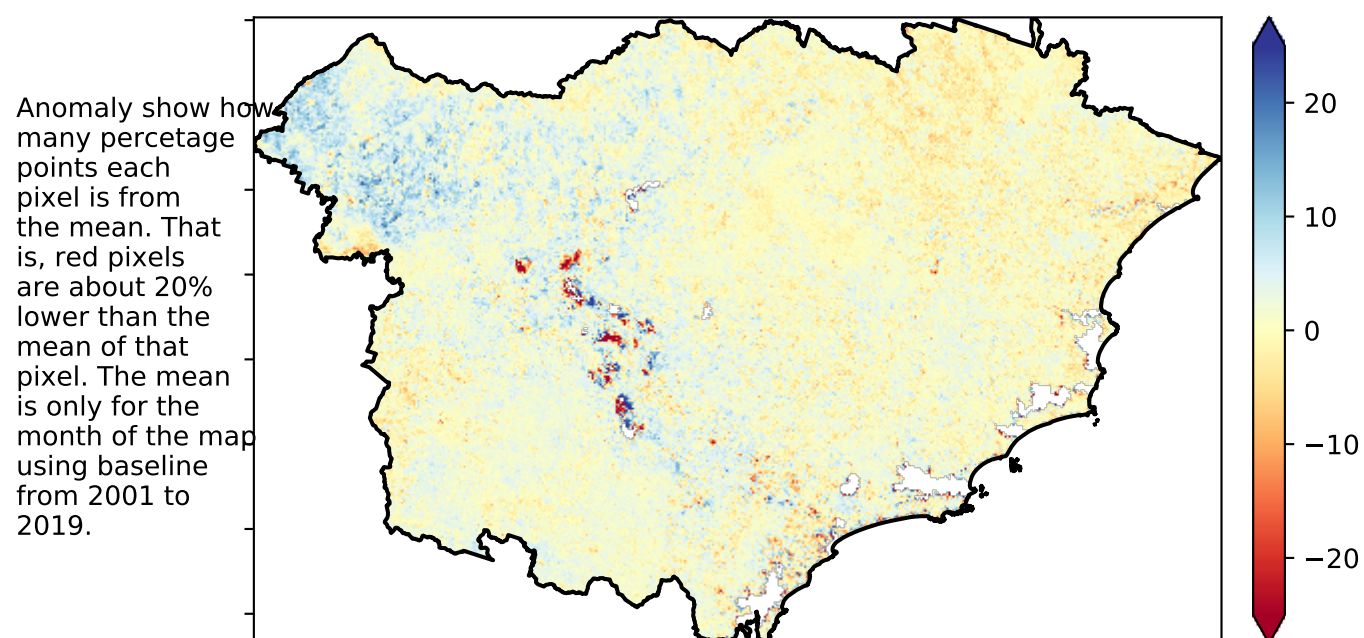 Anomaly show how
many percetage
points each
pixel is from
the mean. That
is, red pixels
are about 20%
lower than the
mean of that
pixel. The mean
is only for the
month of the map
using baseline
from 2001 to
2019.
20
10
0
−10
−20